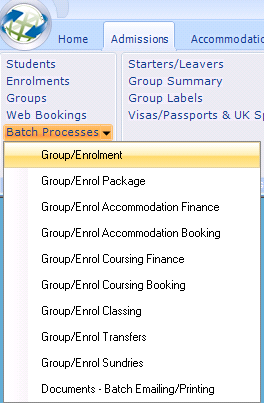 Home Admissions Accommodation
Students Starters/Leavers
Enrolments Group Summary
Groups Group Labels
Web Bookings Visas/Passports & UK
Batch Processes
Group/Enrolment
Group/Enrol Package
Group/Enrol Accommodation Finance
Group/Enrol Accommodation Booking
Group/Enrol Coursing Finance
Group/Enrol Coursing Booking
Group/Enrol Classing
Group/Enrol Transfers
Group/Enrol Sundries
Documents - Batch Emailing/Printing